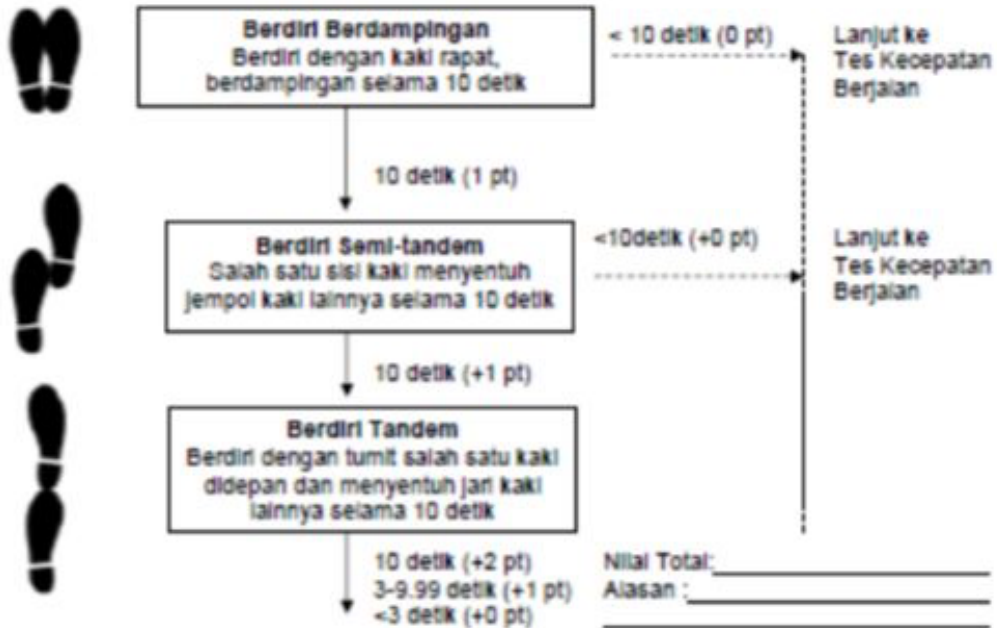 Berdiri Berdampingan
Berdiri dengan kaki rapat,
berdampingan selama 10 detik
< 10 detik (0 pt)
Lanjut ke
Tes Kecepatan
Berjalan
10 detik (1 pt)
Berdiri Semi-tandem
Salah satu sisi kaki menyentuh
jempol kaki lainnya selama 10 detik
<10detik (+0 pt)
Lanjut ke
Tes Kecepatan
Berjalan
10 detik (+1 pt)
Berdiri Tandem
Berdiri dengan tumit salah satu kaki
didepan dan menyentuh jari kaki
lainnya selama 10 detik
10 detik (+2 pt)
3-9.99 detik (+1 pt)
<3 detik (+0 pt)
Nilai Total:
Alasan :